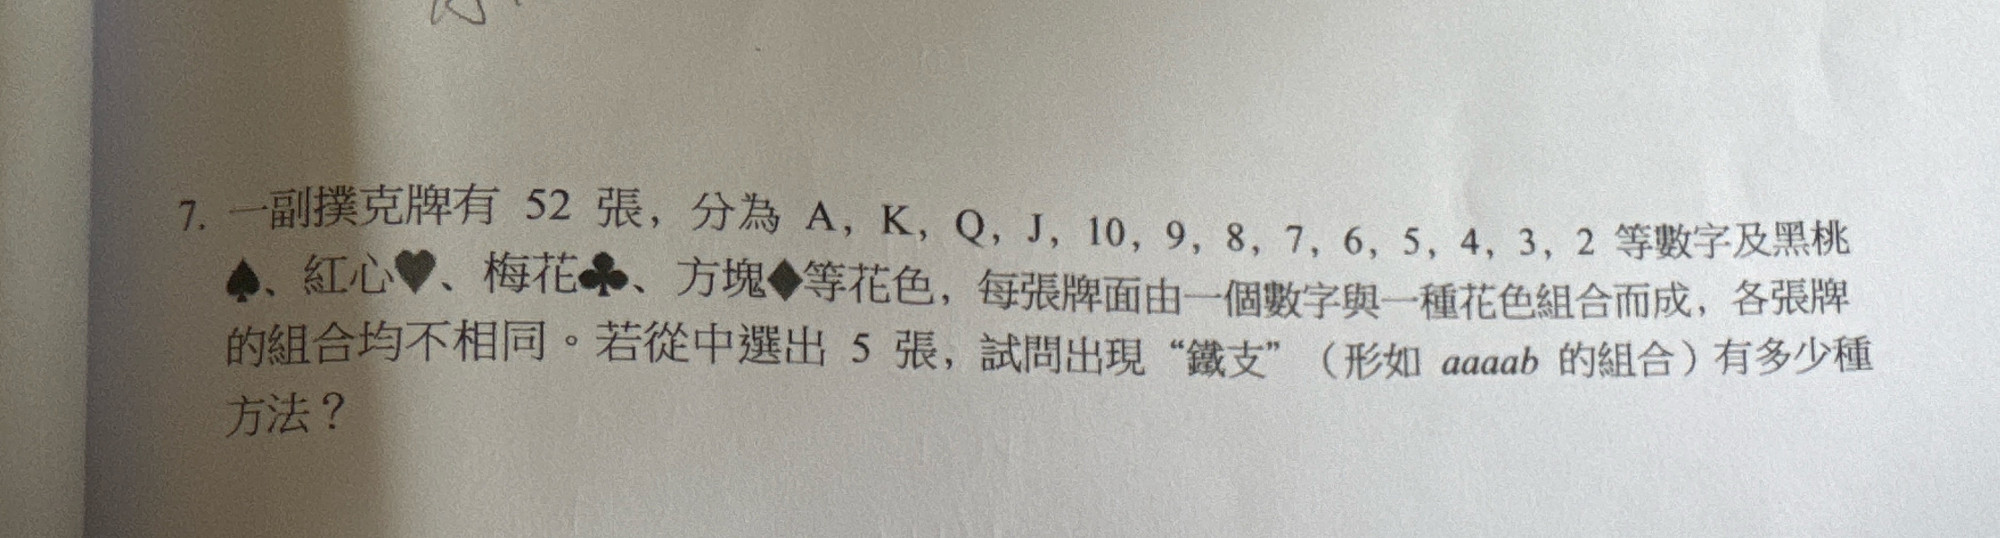 7. 一副撲克牌有 52 張，分為 A，K，Q，J，10，9，8，7，6，5，4，3，2 等數字及黑桃
♠、紅心♥、梅花♣、方塊♦等花色，每張牌面由一個數字與一種花色組合而成，各張牌
的組合均不相同。若從中選出 5 張，試問出現“鐵支”（形如 aaaab 的組合）有多少種
方法？